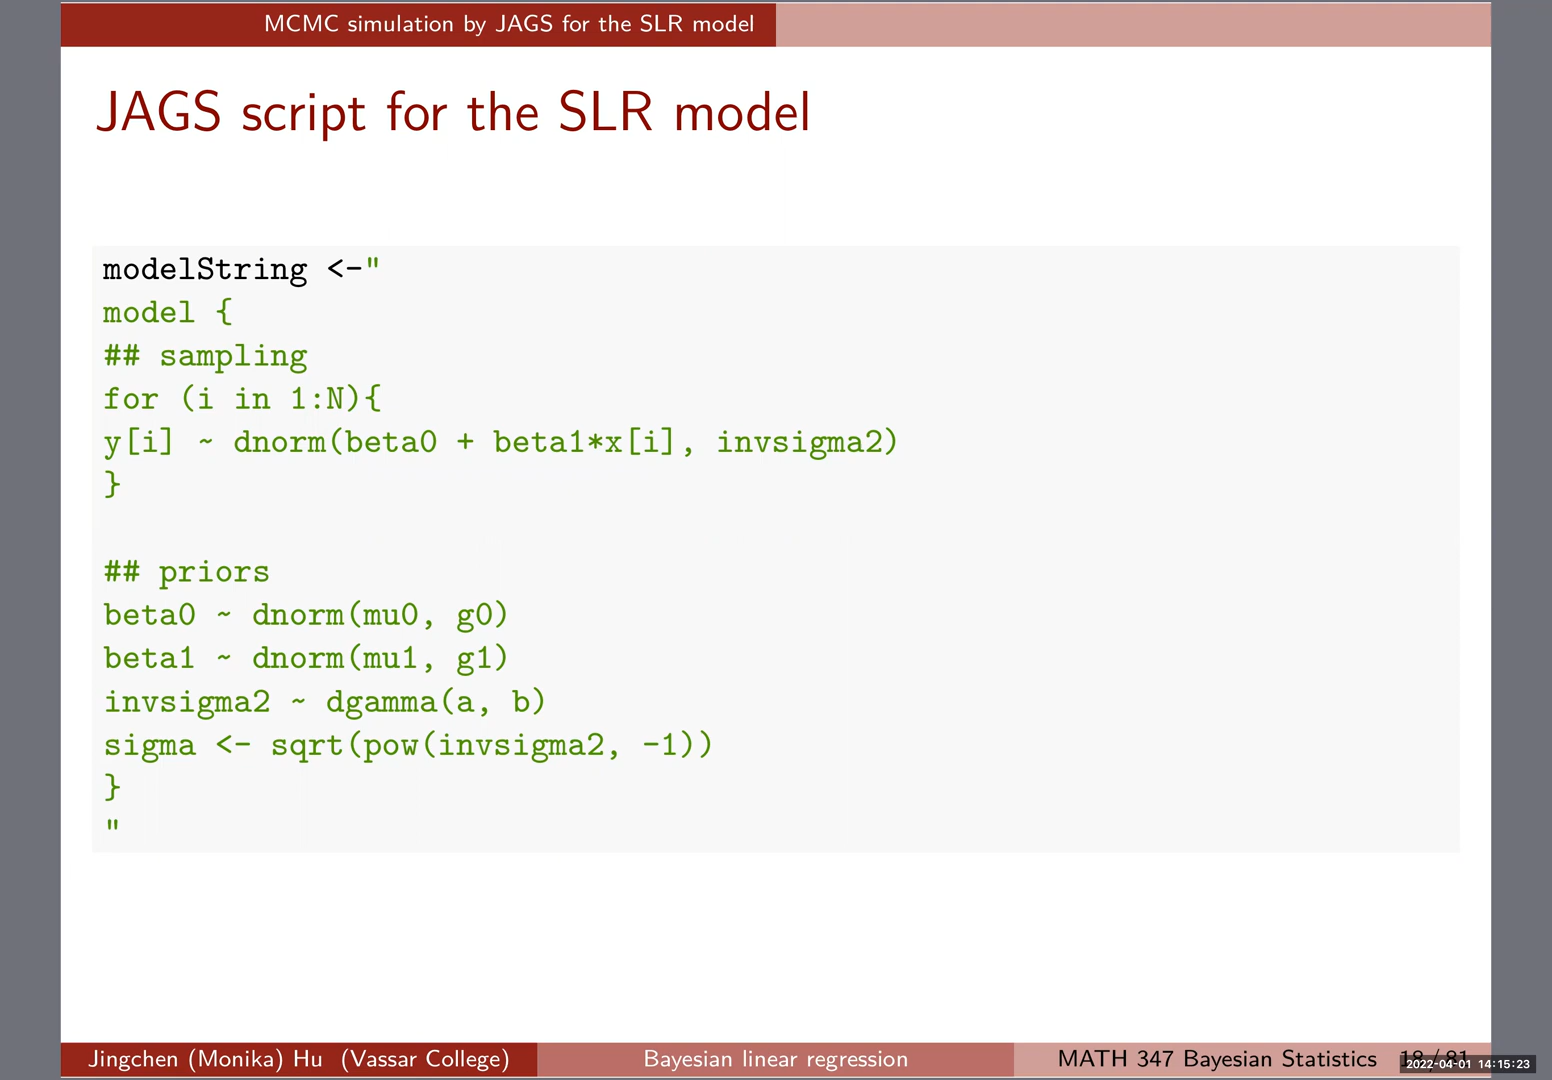 MCMC simulation by JAGS for the SLR model
JAGS script for the SLR model
modelString <-"
model {
## sampling
for (i in 1:N){
y[i] ~ dnorm(beta0 + beta1*x[i], invsigma2)
}
## priors
beta0 ~ dnorm(mu0, g0)
beta1 ~ dnorm(mu1, g1)
invsigma2 ~ dgamma(a, b)
sigma <- sqrt(pow(invsigma2, -1))
}
"
Jingchen (Monika) Hu (Vassar College) Bayesian linear regression MATH 347 Bayesian Statistics
2022-04-01 14:15:23